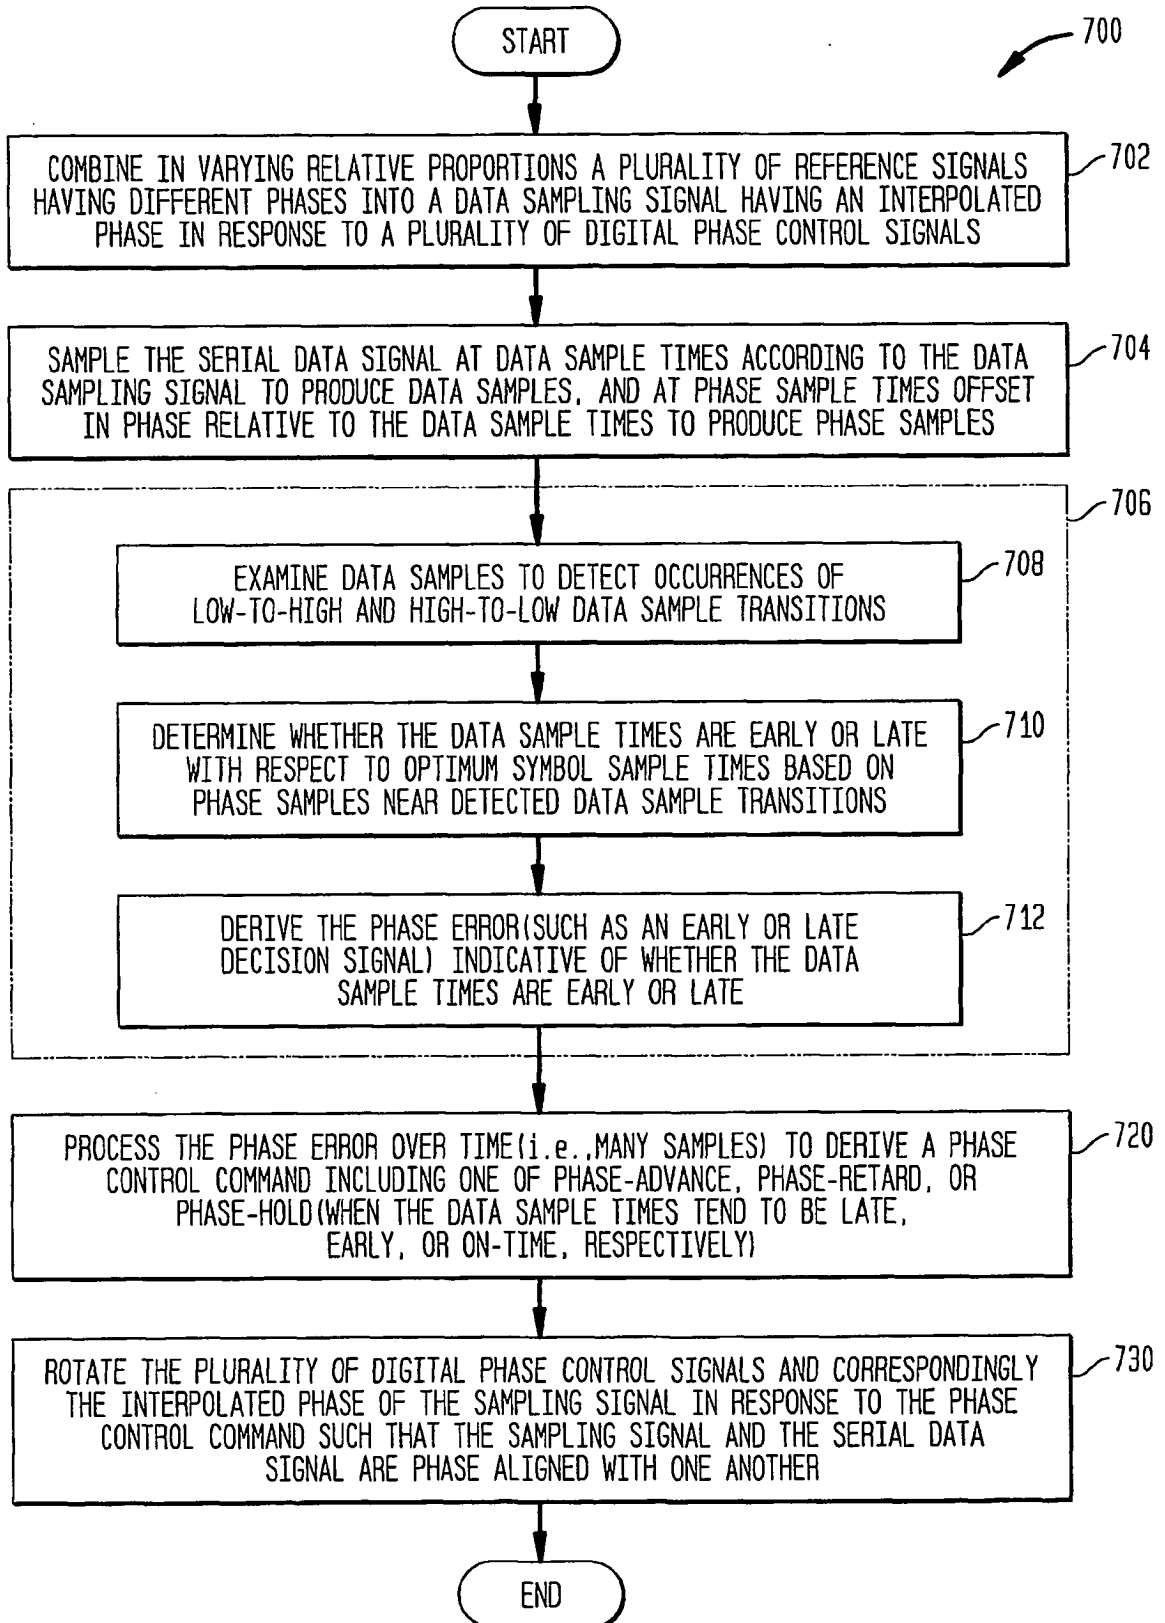 START
700
COMBINE IN VARYING RELATIVE PROPORTIONS A PLURALITY OF REFERENCE SIGNALS
HAVING DIFFERENT PHASES INTO A DATA SAMPLING SIGNAL HAVING AN INTERPOLATED
PHASE IN RESPONSE TO A PLURALITY OF DIGITAL PHASE CONTROL SIGNALS
702
SAMPLE THE SERIAL DATA SIGNAL AT DATA SAMPLE TIMES ACCORDING TO THE DATA
SAMPLING SIGNAL TO PRODUCE DATA SAMPLES, AND AT PHASE SAMPLE TIMES OFFSET
IN PHASE RELATIVE TO THE DATA SAMPLE TIMES TO PRODUCE PHASE SAMPLES
704
706
EXAMINE DATA SAMPLES TO DETECT OCCURRENCES OF
LOW-TO-HIGH AND HIGH-TO-LOW DATA SAMPLE TRANSITIONS
708
DETERMINE WHETHER THE DATA SAMPLE TIMES ARE EARLY OR LATE
WITH RESPECT TO OPTIMUM SYMBOL SAMPLE TIMES BASED ON
PHASE SAMPLES NEAR DETECTED DATA SAMPLE TRANSITIONS
710
DERIVE THE PHASE ERROR(SUCH AS AN EARLY OR LATE
DECISION SIGNAL) INDICATIVE OF WHETHER THE DATA
SAMPLE TIMES ARE EARLY OR LATE
712
PROCESS THE PHASE ERROR OVER TIME(i.e.,MANY SAMPLES) TO DERIVE A PHASE
CONTROL COMMAND INCLUDING ONE OF PHASE-ADVANCE, PHASE-RETARD, OR
PHASE-HOLD(WHEN THE DATA SAMPLE TIMES TEND TO BE LATE,
EARLY, OR ON-TIME, RESPECTIVELY)
720
ROTATE THE PLURALITY OF DIGITAL PHASE CONTROL SIGNALS AND CORRESPONDINGLY
THE INTERPOLATED PHASE OF THE SAMPLING SIGNAL IN RESPONSE TO THE PHASE
CONTROL COMMAND SUCH THAT THE SAMPLING SIGNAL AND THE SERIAL DATA
SIGNAL ARE PHASE ALIGNED WITH ONE ANOTHER
730
END